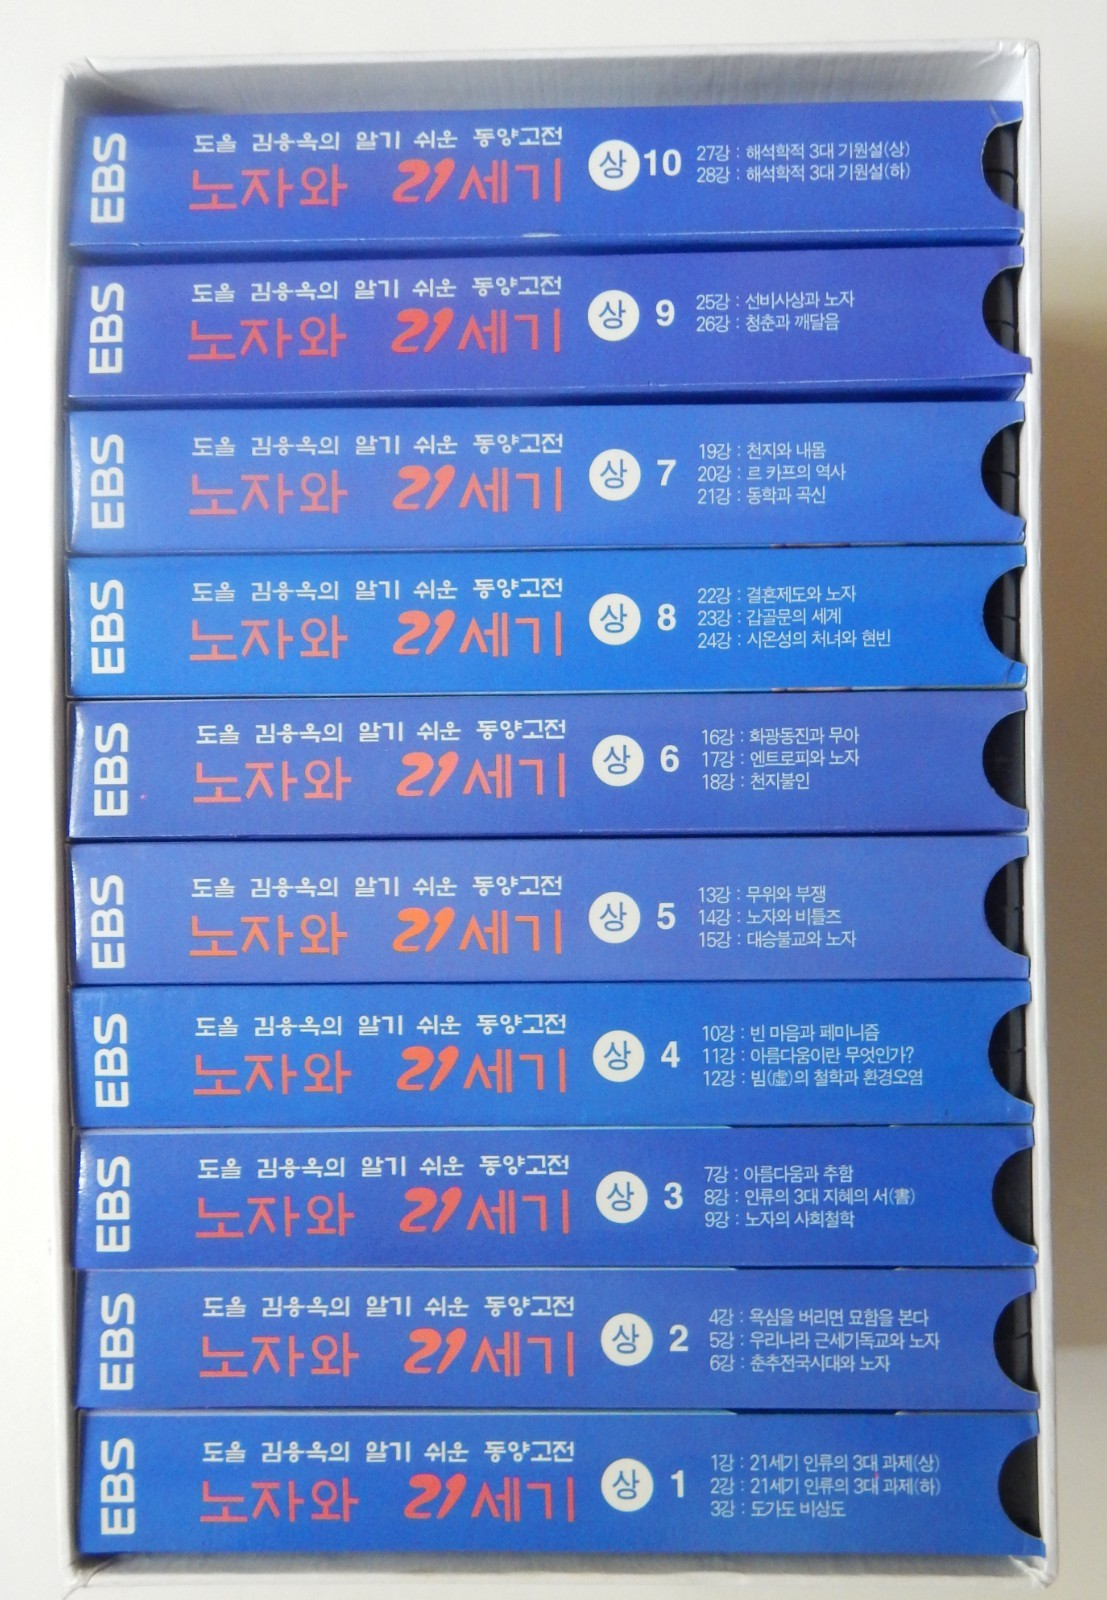 EBS
도올 김용옥의 알기 쉬운 동양고전
노자와 21세기
상 10
27강 : 해석학적 3대 기원설(상)
28강 : 해석학적 3대 기원설(하)
EBS
도올 김용옥의 알기 쉬운 동양고전
노자와 21세기
상 9
25강 : 선비사상과 노자
26강 : 청춘과 깨달음
EBS
도올 김용옥의 알기 쉬운 동양고전
노자와 21세기
상 7
19강 : 천지와 내몸
20강 : 르 카프의 역사
21강 : 동학과 곡신
EBS
도올 김용옥의 알기 쉬운 동양고전
노자와 21세기
상 8
22강 : 결혼제도와 노자
23강 : 갑골문의 세계
24강 : 시온성의 처녀와 현빈
EBS
도올 김용옥의 알기 쉬운 동양고전
노자와 21세기
상 6
16강 : 화광동진과 무아
17강 : 엔트로피와 노자
18강 : 천지불인
EBS
도올 김용옥의 알기 쉬운 동양고전
노자와 21세기
상 5
13강 : 무위와 부쟁
14강 : 노자와 비틀즈
15강 : 대승불교와 노자
EBS
도올 김용옥의 알기 쉬운 동양고전
노자와 21세기
상 4
10강 : 빈 마음과 페미니즘
11강 : 아름다움이란 무엇인가?
12강 : 빔(虛)의 철학과 환경오염
EBS
도올 김용옥의 알기 쉬운 동양고전
노자와 21세기
상 3
7강 : 아름다움과 추함
8강 : 인류의 3대 지혜의 서(書)
9강 : 노자의 사회철학
EBS
도올 김용옥의 알기 쉬운 동양고전
노자와 21세기
상 2
4강 : 욕심을 버리면 묘함을 본다
5강 : 우리나라 근세기독교와 노자
6강 : 춘추전국시대와 노자
EBS
도올 김용옥의 알기 쉬운 동양고전
노자와 21세기
상 1
1강 : 21세기 인류의 3대 과제(상)
2강 : 21세기 인류의 3대 과제(하)
3강 : 도가도 비상도